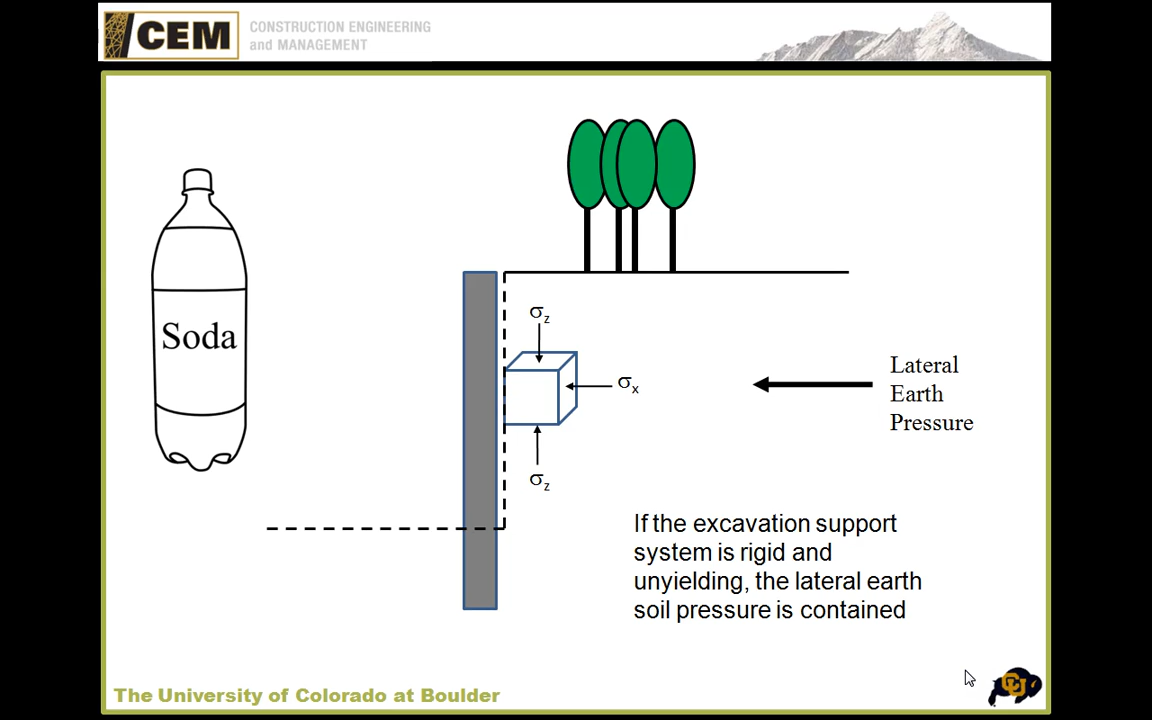 CEM
CONSTRUCTION ENGINEERING
and MANAGEMENT
Soda
σz
σx
σz
Lateral
Earth
Pressure
If the excavation support
system is rigid and
unyielding, the lateral earth
soil pressure is contained
The University of Colorado at Boulder
CU